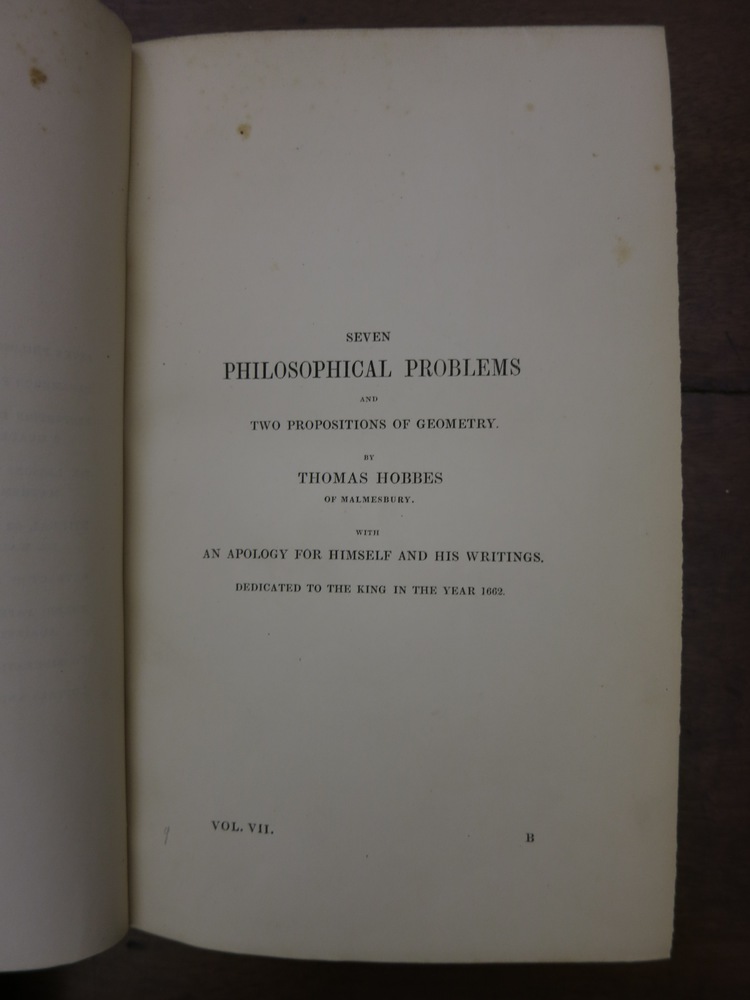 SEVEN
PHILOSOPHICAL PROBLEMS
AND
TWO PROPOSITIONS OF GEOMETRY.
BY
THOMAS HOBBES
OF MALMESBURY.
WITH
AN APOLOGY FOR HIMSELF AND HIS WRITINGS.
DEDICATED TO THE KING IN THE YEAR 1662.
VOL. VII.
B